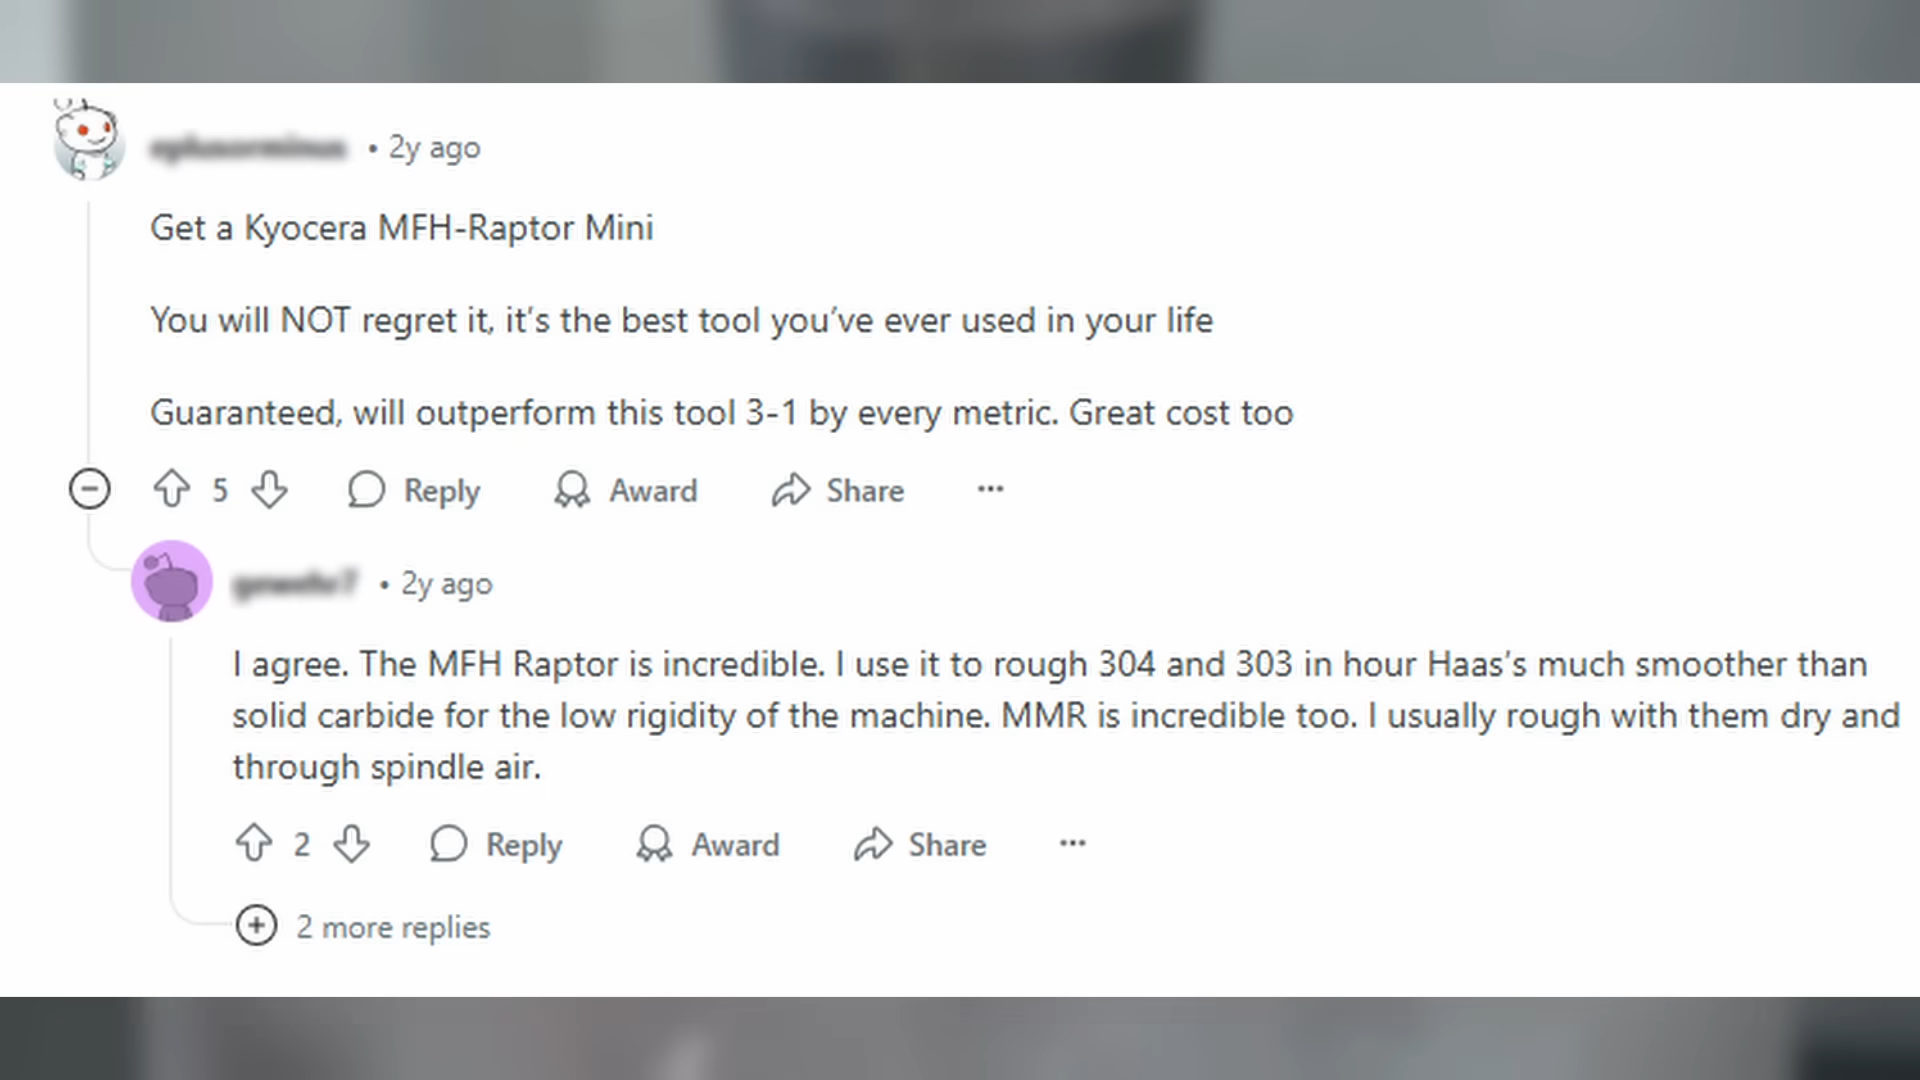 • 2y ago
Get a Kyocera MFH-Raptor Mini
You will NOT regret it, it’s the best tool you’ve ever used in your life
Guaranteed, will outperform this tool 3-1 by every metric. Great cost too
5 Reply Award Share ...
• 2y ago
I agree. The MFH Raptor is incredible. I use it to rough 304 and 303 in hour Haas’s much smoother than
solid carbide for the low rigidity of the machine. MMR is incredible too. I usually rough with them dry and
through spindle air.
2 Reply Award Share ...
2 more replies